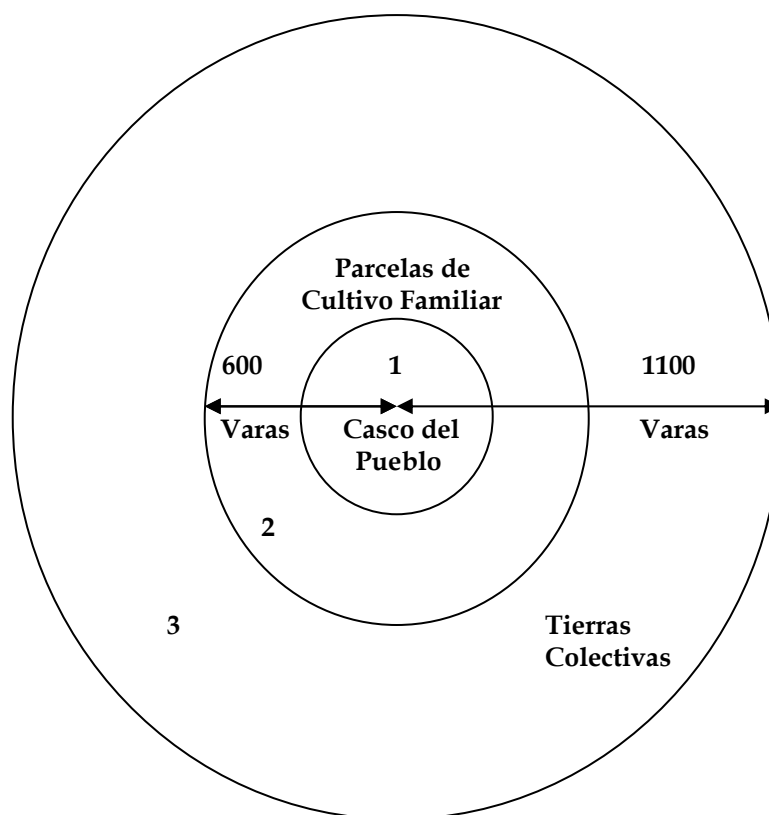 Parcelas de
Cultivo Familiar
600
1
1100
Varas
Casco del
Pueblo
Varas
2
3
Tierras
Colectivas